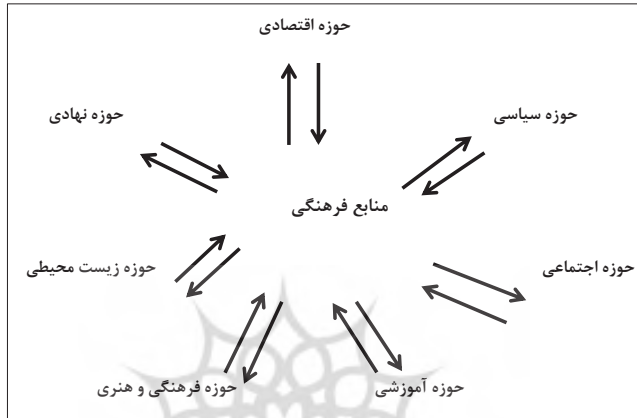 حوزه اقتصادی
حوزه سیاسی
حوزه نهادی
منابع فرهنگی
حوزه اجتماعی
حوزه زیست محیطی
حوزه آموزشی
حوزه فرهنگی و هنری